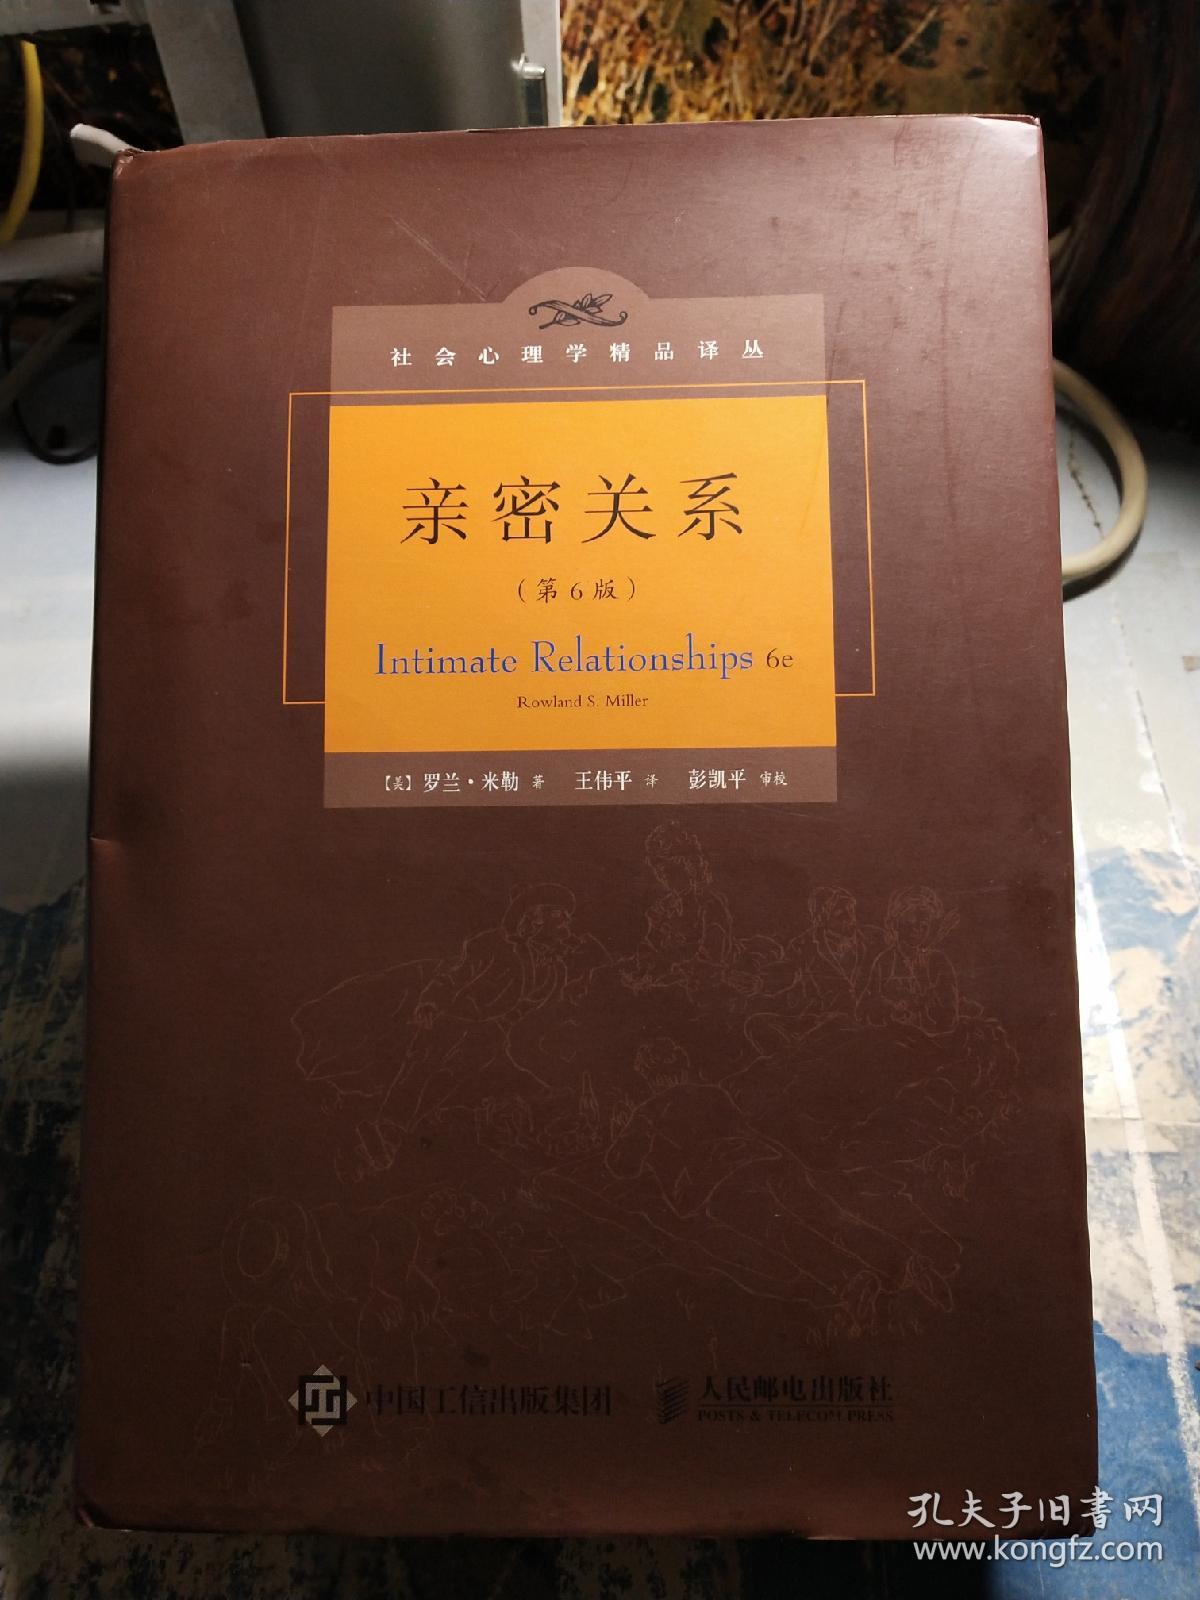 社会心理学精品译丛
亲密关系
（第6版）
Intimate Relationships 6e
Rowland S. Miller
【美】罗兰·米勒 著 王伟平 译 彭凯平 审校
中国工信出版集团 人民邮电出版社
POSTS & TELECOM PRESS
孔夫子旧书网
www.kongfz.com